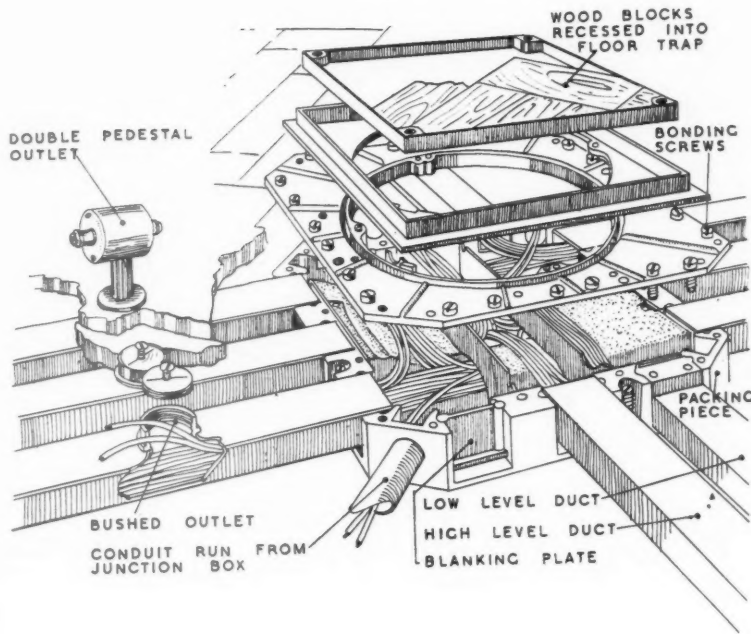 WOOD BLOCKS
RECESSED INTO
FLOOR TRAP
DOUBLE PEDESTAL
OUTLET
BONDING
SCREWS
PACKING
PIECE
BUSHED OUTLET
CONDUIT RUN FROM
JUNCTION BOX
LOW LEVEL DUCT
HIGH LEVEL DUCT
BLANKING PLATE